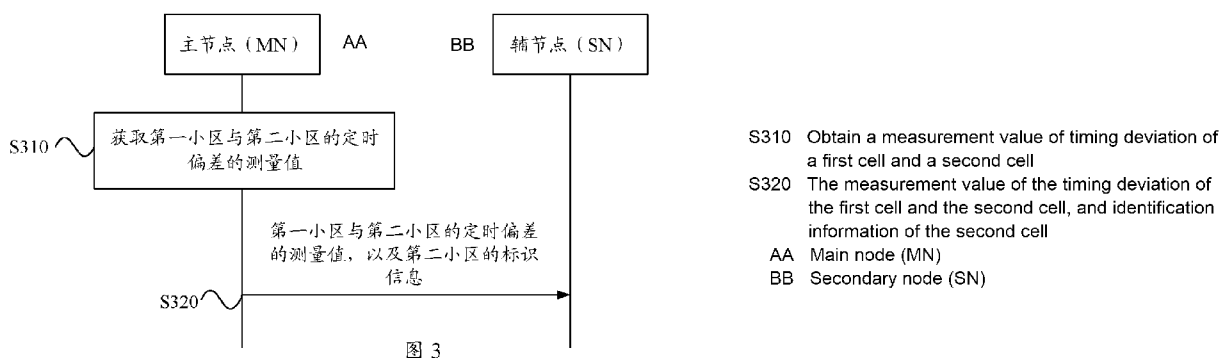 主节点（MN）
AA
BB
辅节点（SN）
S310
获取第一小区与第二小区的定时
偏差的测量值
第一小区与第二小区的定时偏差
的测量值，以及第二小区的标识
信息
S320
图 3
S310 Obtain a measurement value of timing deviation of
a first cell and a second cell
S320 The measurement value of the timing deviation of
the first cell and the second cell, and identification
information of the second cell
AA Main node (MN)
BB Secondary node (SN)